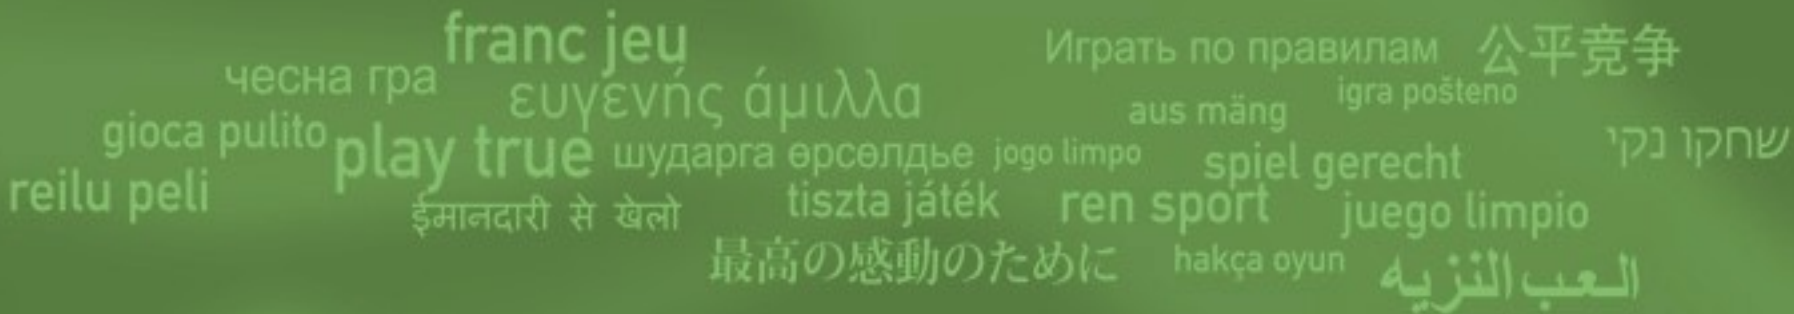 franc jeu
Играть по правилам
公平竞争
чесна гра
ευγενής άμιλλα
igra pošteno
aus mäng
gioca pulito
play true
шударга өрсөлдье
jogo limpo
spiel gerecht
שחקו נקי
reilu peli
ईमानदारी से खेलो
tiszta játék
ren sport
juego limpio
最高の感動のために
hakça oyun
العب النزيه